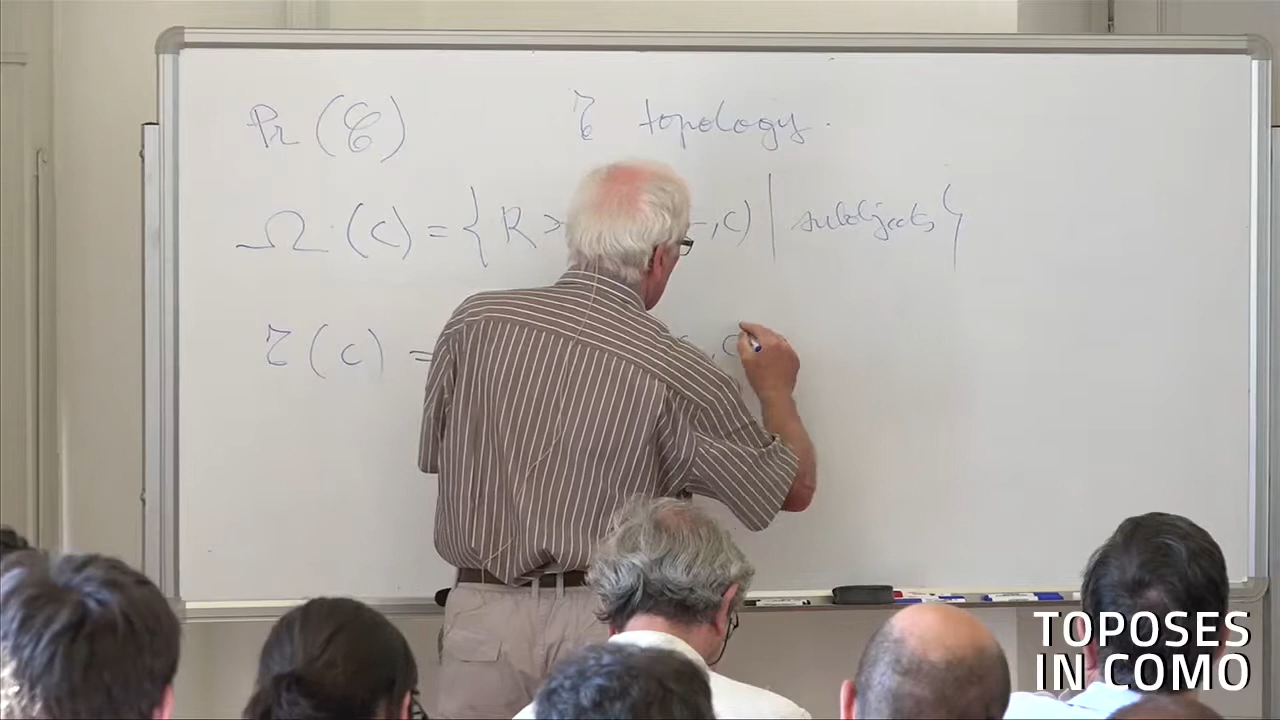 Pr (𝒞) τ topology.
Ω (C) = { R > -, C) | subobjects }
τ (C) = , C
TOPOSES
IN COMO